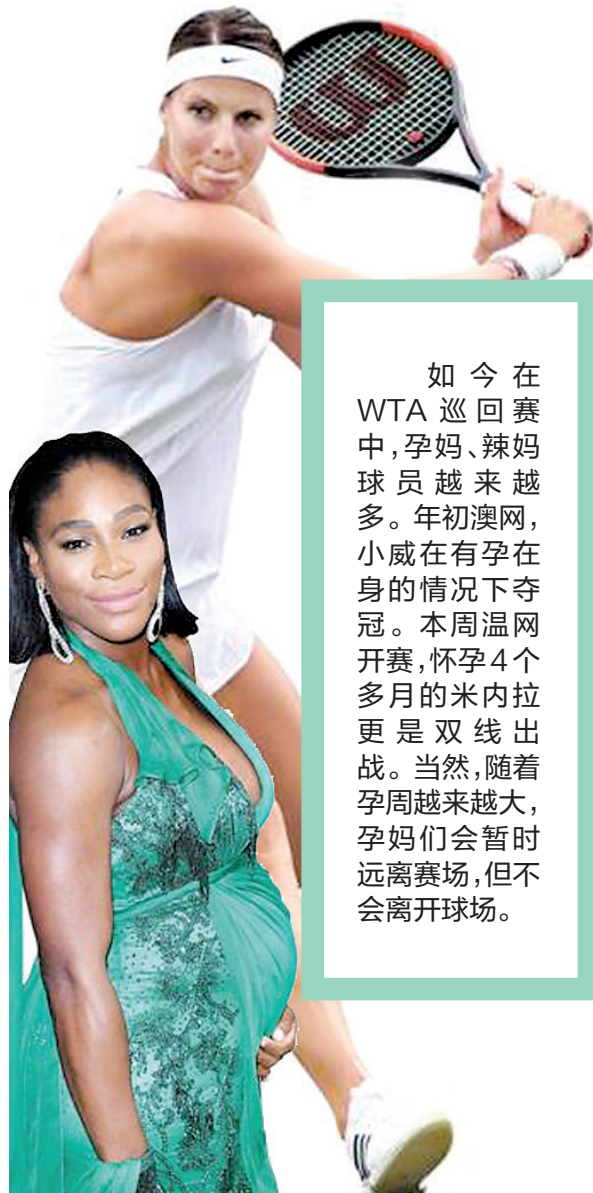 如今在
WTA巡回赛
中,孕妈、辣妈
球员越来越
多。年初澳网,
小威在有孕在
身的情况下夺
冠。本周温网
开赛,怀孕4个
多月的米内拉
更是双线出
战。当然,随着
孕周越来越大,
孕妈们会暂时
远离赛场,但不
会离开球场。